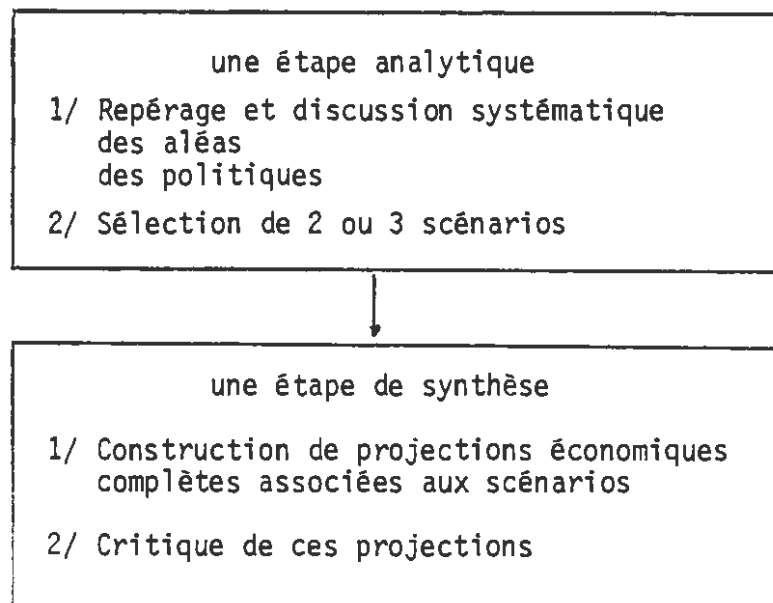 une étape analytique
1/ Repérage et discussion systématique
des aléas
des politiques
2/ Sélection de 2 ou 3 scénarios
une étape de synthèse
1/ Construction de projections économiques
complètes associées aux scénarios
2/ Critique de ces projections